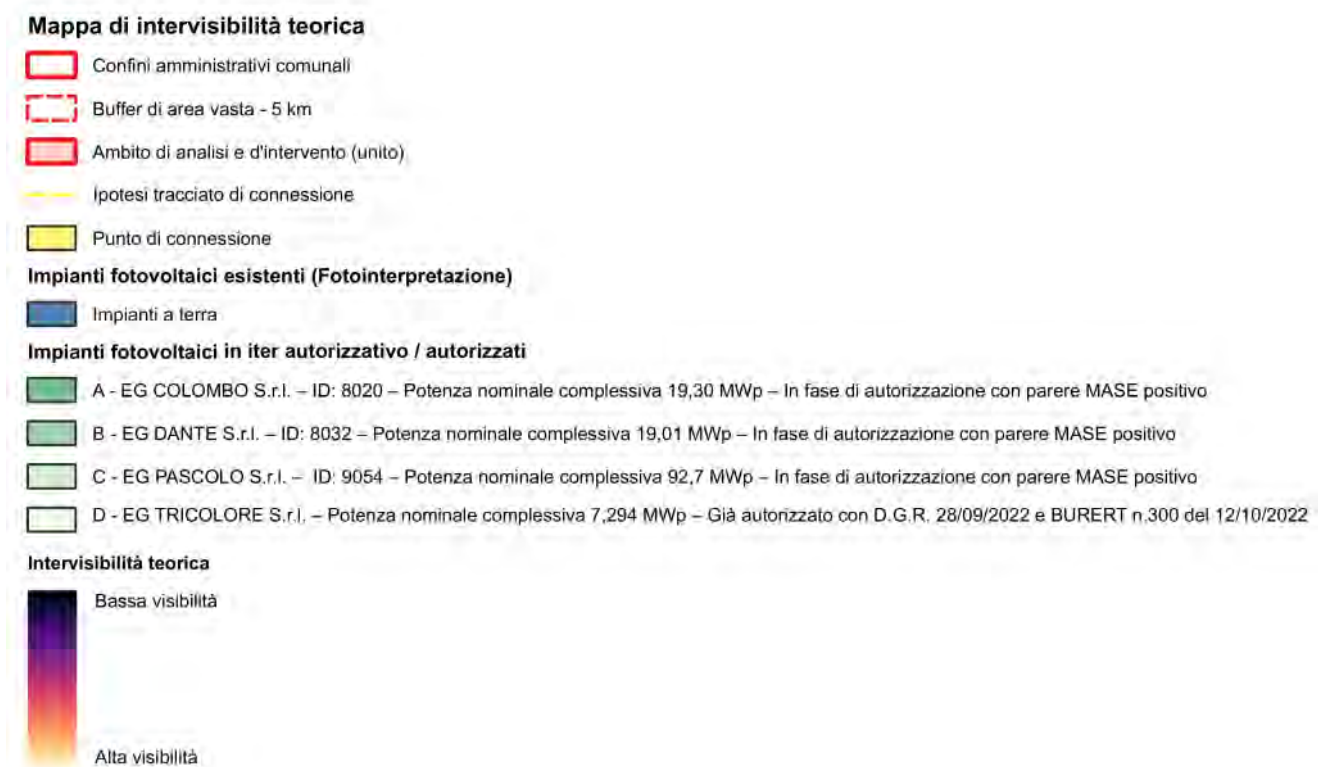 Mappa di intervisibilità teorica
Confini amministrativi comunali
Buffer di area vasta - 5 km
Ambito di analisi e d'intervento (unito)
Ipotesi tracciato di connessione
Punto di connessione
Impianti fotovoltaici esistenti (Fotointerpretazione)
Impianti a terra
Impianti fotovoltaici in iter autorizzativo / autorizzati
A - EG COLOMBO S.r.l. – ID: 8020 – Potenza nominale complessiva 19,30 MWp – In fase di autorizzazione con parere MASE positivo
B - EG DANTE S.r.l. – ID: 8032 – Potenza nominale complessiva 19,01 MWp – In fase di autorizzazione con parere MASE positivo
C - EG PASCOLO S.r.l. – ID: 9054 – Potenza nominale complessiva 92,7 MWp – In fase di autorizzazione con parere MASE positivo
D - EG TRICOLORE S.r.l. – Potenza nominale complessiva 7,294 MWp – Già autorizzato con D.G.R. 28/09/2022 e BURERT n.300 del 12/10/2022
Intervisibilità teorica
Bassa visibilità
Alta visibilità